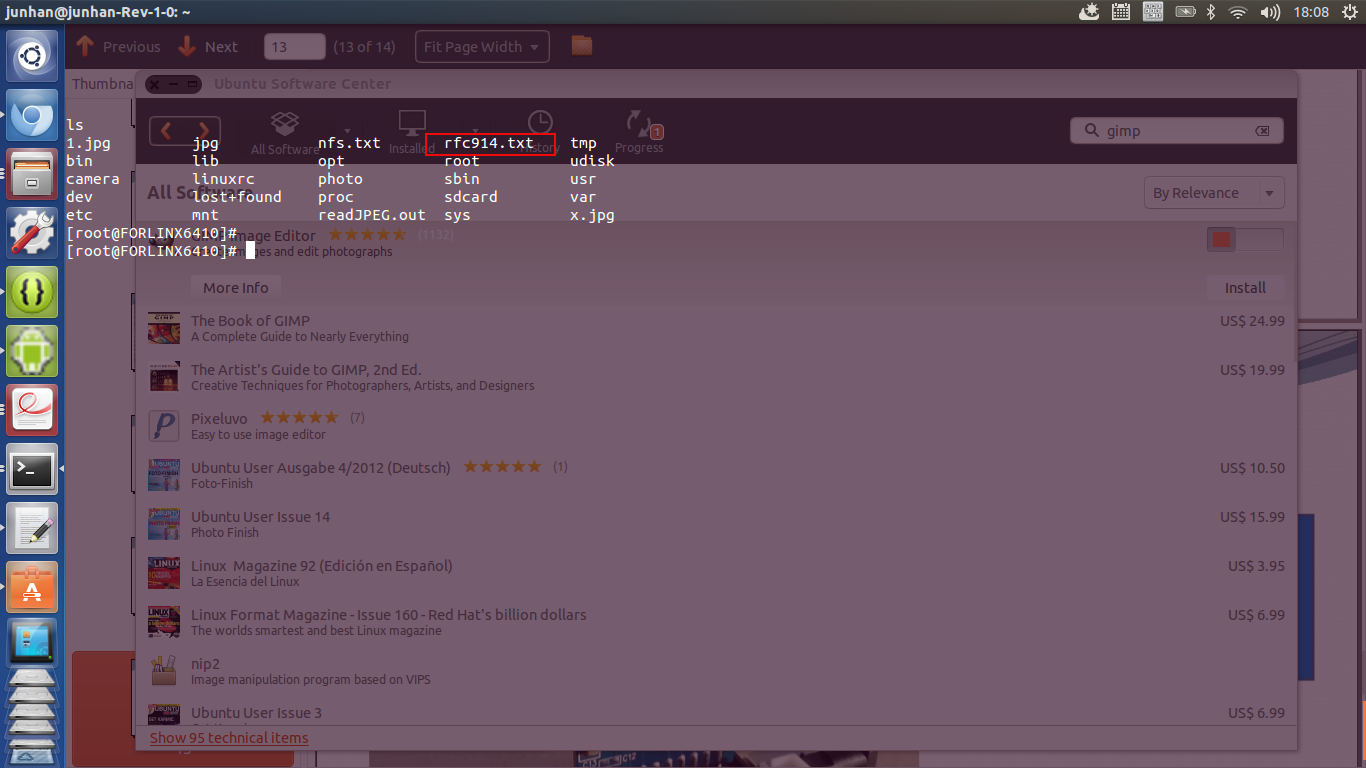 junhan@junhan-Rev-1-0: ~
18:08
Previous Next 13 (13 of 14) Fit Page Width
Ubuntu Software Center
All Software Installed History Progress 1
gimp
ls
1.jpg jpg nfs.txt rfc914.txt tmp
bin lib opt root udisk
camera linuxrc photo sbin usr
dev lost+found proc sdcard var
etc mnt readJPEG.out sys x.jpg
[root@FORLINX6410]#
[root@FORLINX6410]#
All Software
By Relevance
Image Editor (1132)
and edit photographs
More Info Install
The Book of GIMP US$ 24.99
A Complete Guide to Nearly Everything
The Artist's Guide to GIMP, 2nd Ed. US$ 19.99
Creative Techniques for Photographers, Artists, and Designers
Pixeluvo (7)
Easy to use image editor
Ubuntu User Ausgabe 4/2012 (Deutsch) (1) US$ 10.50
Foto-Finish
Ubuntu User Issue 14 US$ 15.99
Photo Finish
Linux Magazine 92 (Edición en Español) US$ 3.95
La Esencia del Linux
Linux Format Magazine - Issue 160 - Red Hat's billion dollars US$ 6.99
The worlds smartest and best Linux magazine
nip2
Image manipulation program based on VIPS
Ubuntu User Issue 3 US$ 6.99
Show 95 technical items